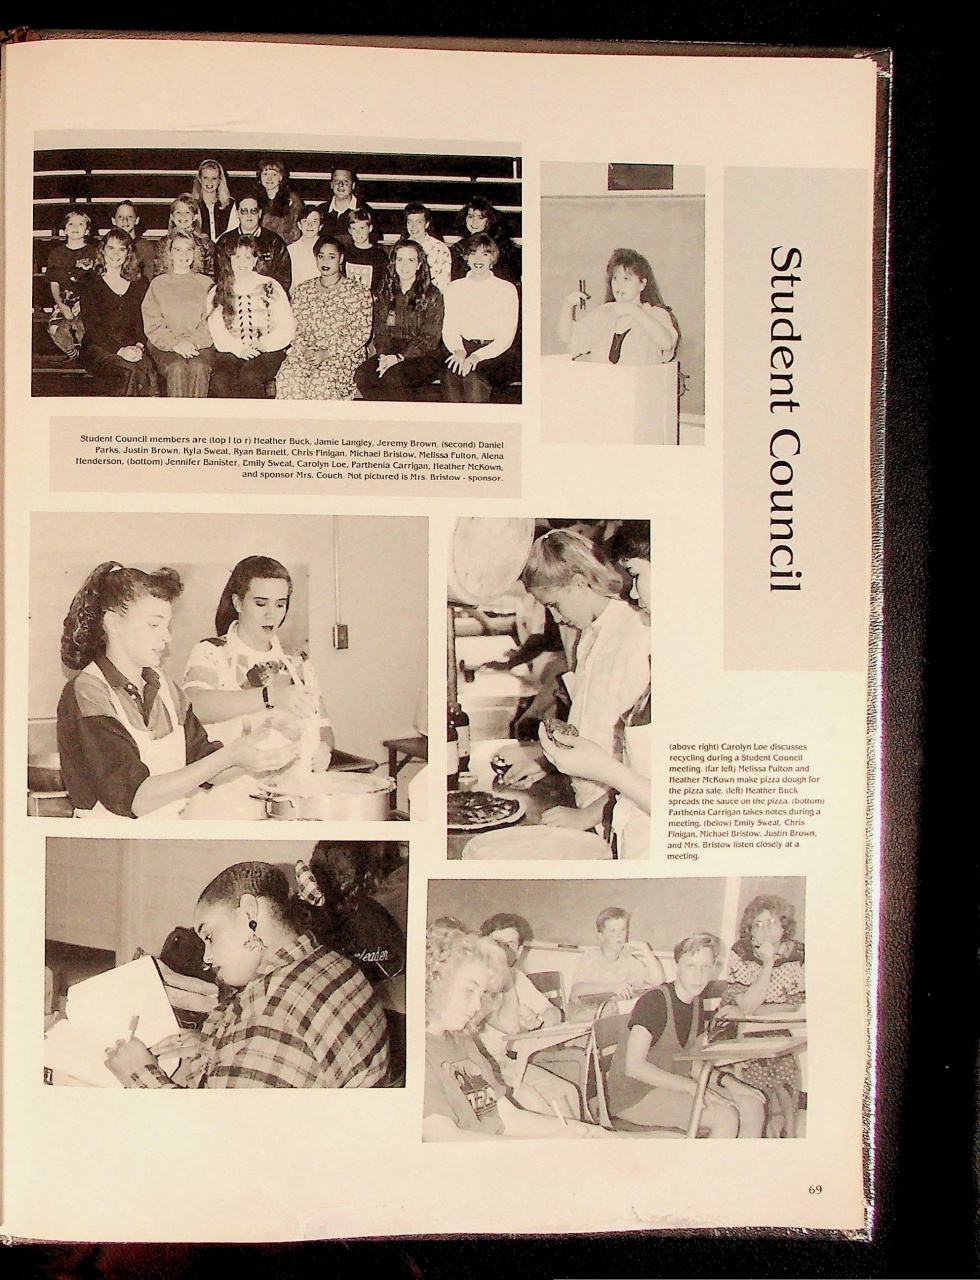 Student Council
Student Council members are (top l to r) Heather Buck, Jamie Langley, Jeremy Brown, (second) Daniel
Parks, Justin Brown, Kyla Sweat, Ryan Barnett, Chris Finigan, Michael Bristow, Melissa Fulton, Alena
Henderson, (bottom) Jennifer Banister, Emily Sweat, Carolyn Loe, Parthenia Carrigan, Heather McKown,
and sponsor Mrs. Couch. Not pictured is Mrs. Bristow - sponsor.
(above right) Carolyn Loe discusses
recycling during a Student Council
meeting. (far left) Melissa Fulton and
Heather McKown make pizza dough for
the pizza sale. (left) Heather Buck
spreads the sauce on the pizza. (bottom)
Parthenia Carrigan takes notes during a
meeting. (below) Emily Sweat, Chris
Finigan, Michael Bristow, Justin Brown,
and Mrs. Bristow listen closely at a
meeting.
69